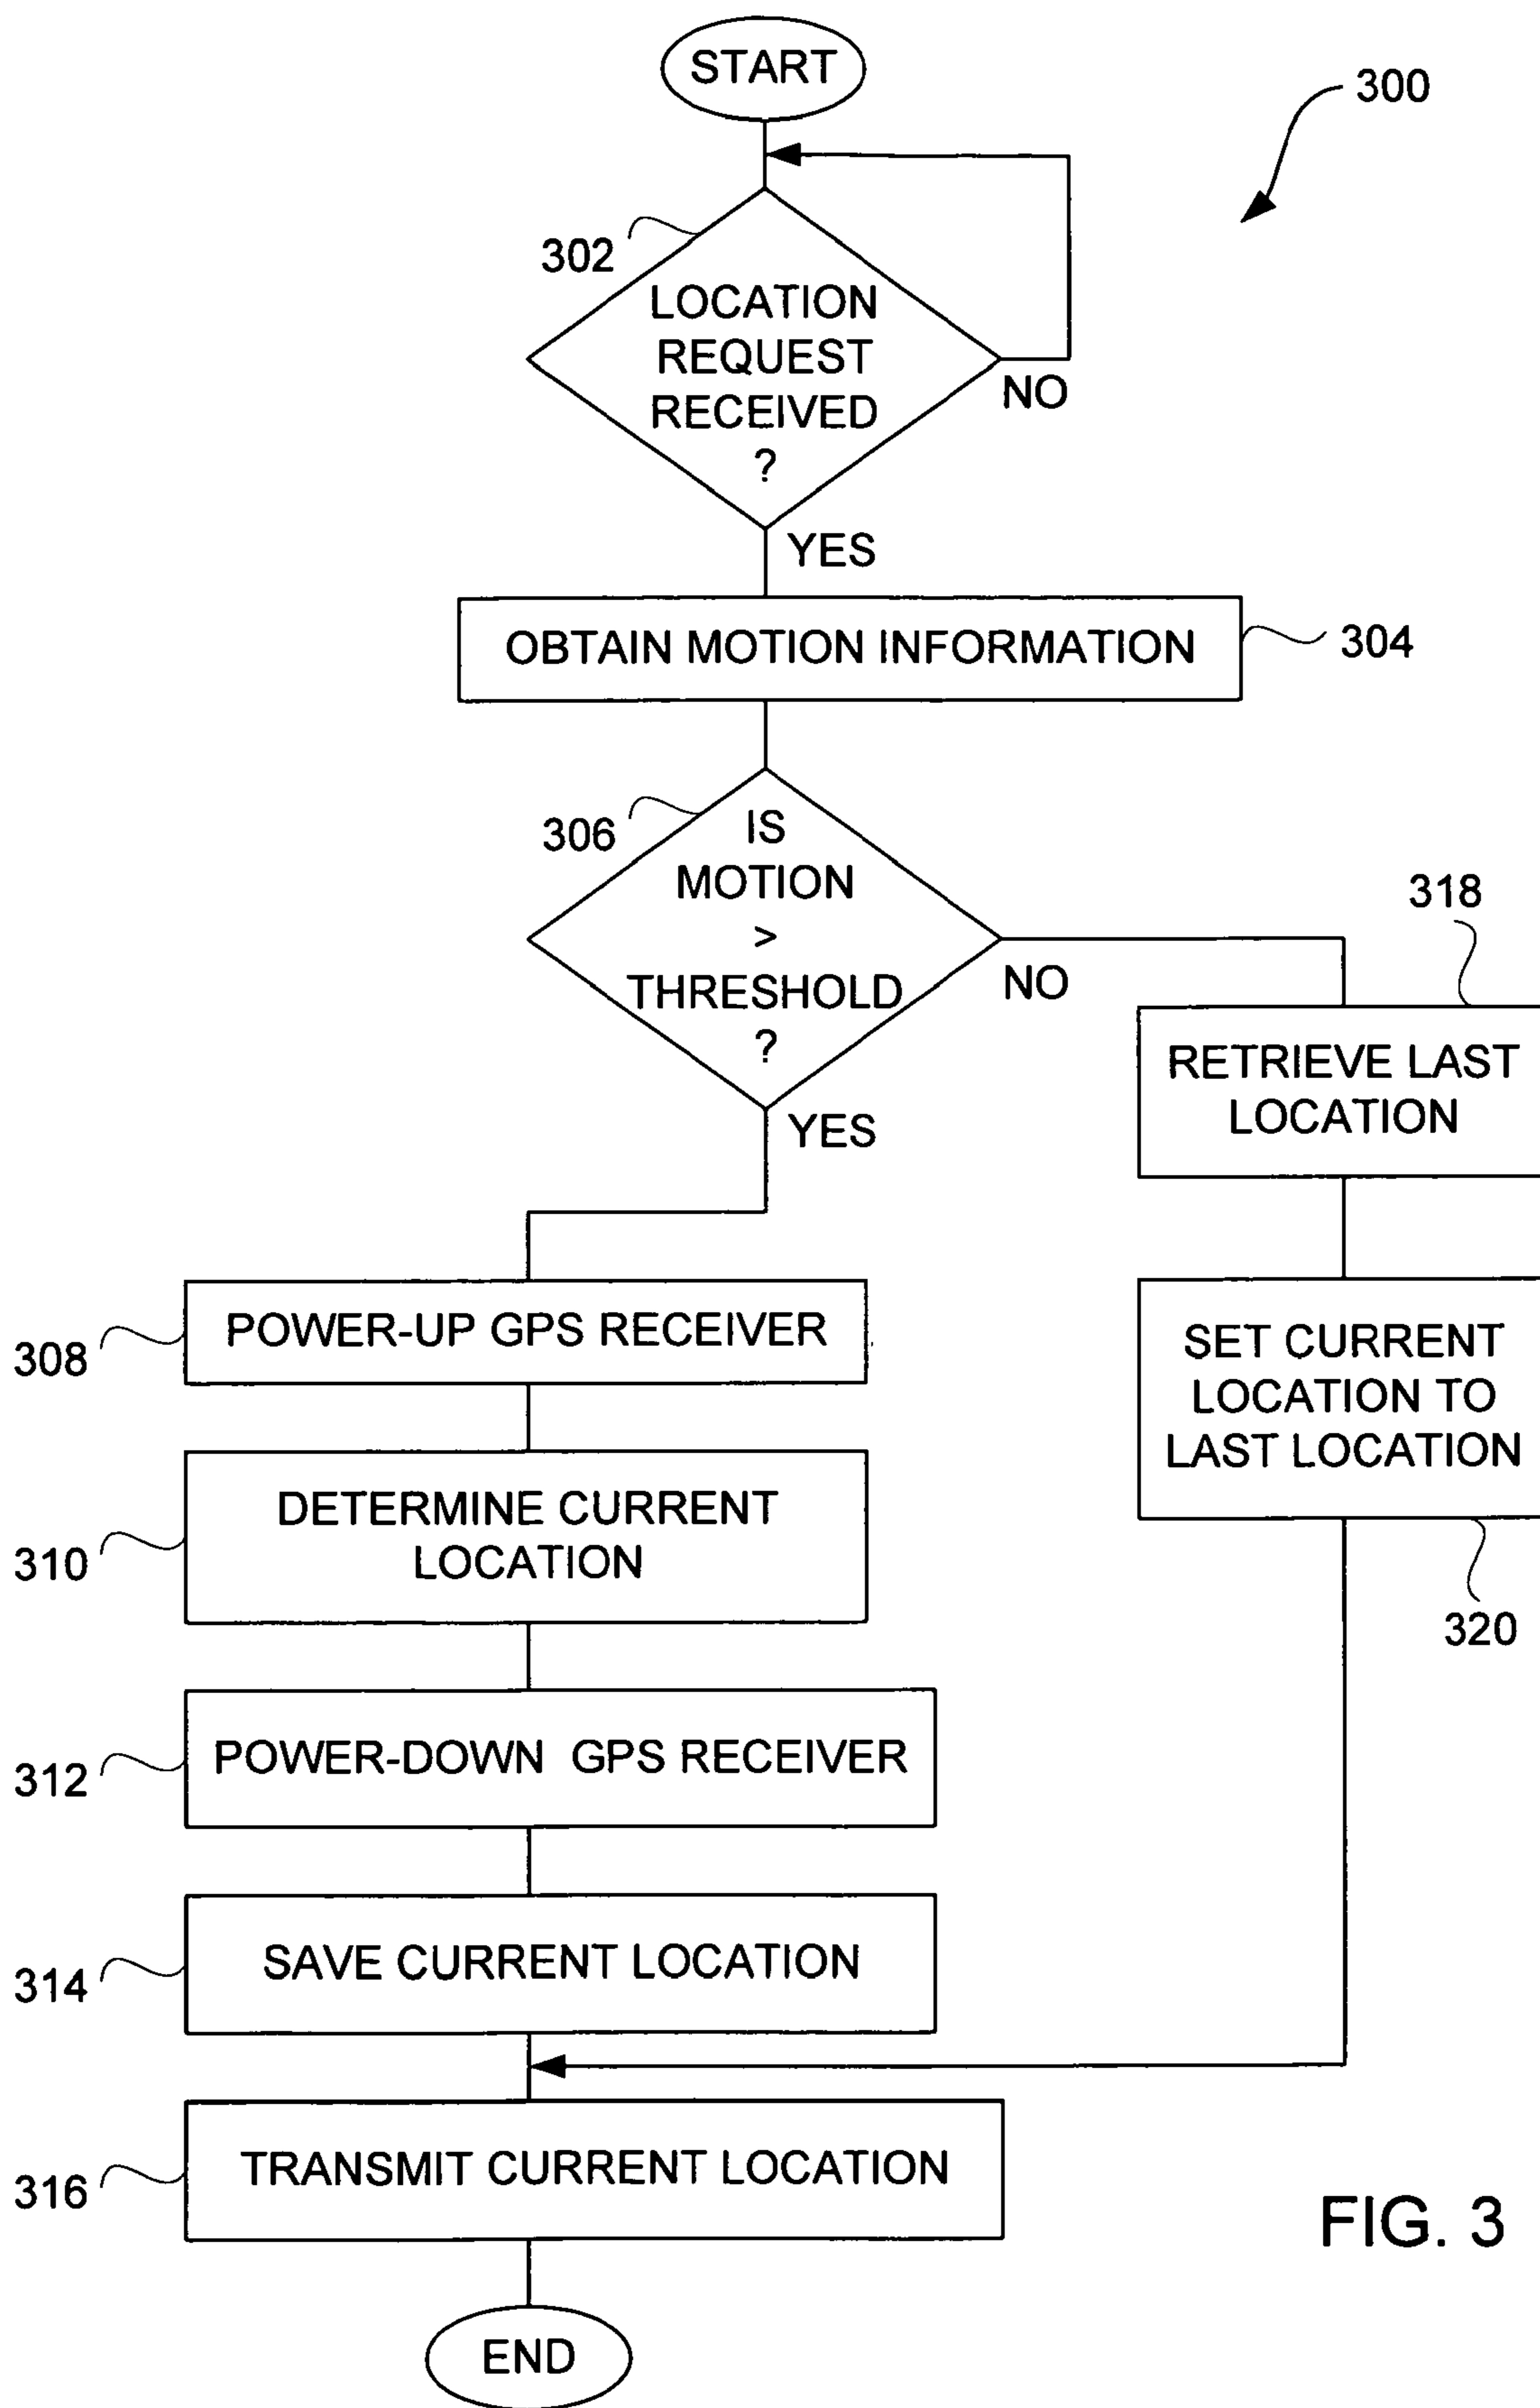 START
300
302
LOCATION
REQUEST
RECEIVED
?
NO
YES
OBTAIN MOTION INFORMATION
304
306
IS
MOTION
>
THRESHOLD
?
NO
YES
318
RETRIEVE LAST
LOCATION
308
POWER-UP GPS RECEIVER
SET CURRENT
LOCATION TO
LAST LOCATION
320
310
DETERMINE CURRENT
LOCATION
312
POWER-DOWN GPS RECEIVER
314
SAVE CURRENT LOCATION
316
TRANSMIT CURRENT LOCATION
FIG. 3
END